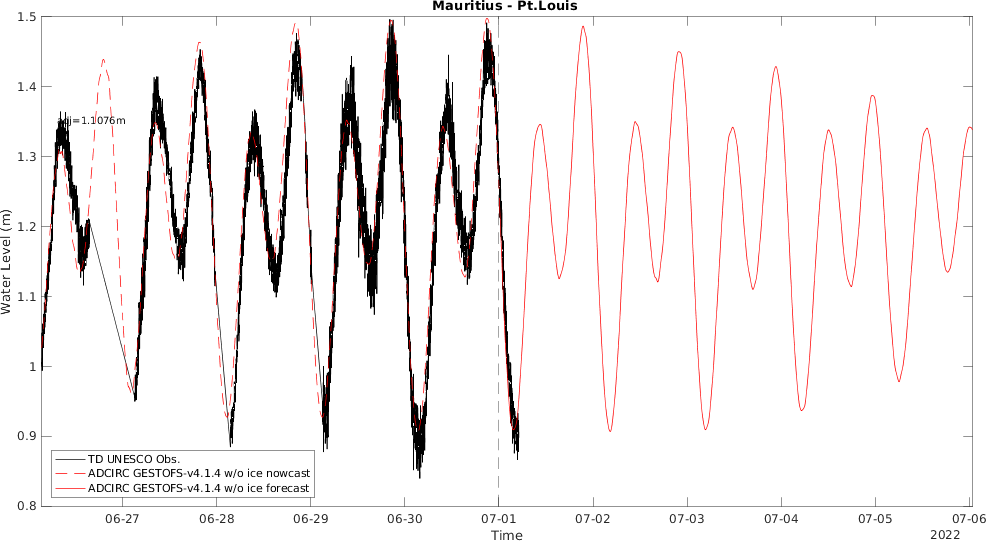 Mauritius - Pt.Louis
1.5
1.4
1.3
1.2
1.1
1
0.9
0.8
Water Level (m)
=1.1076m
TD UNESCO Obs.
ADCIRC GESTOFS-v4.1.4 w/o ice nowcast
ADCIRC GESTOFS-v4.1.4 w/o ice forecast
06-27
06-28
06-29
06-30
07-01
07-02
07-03
07-04
07-05
07-06
Time
2022